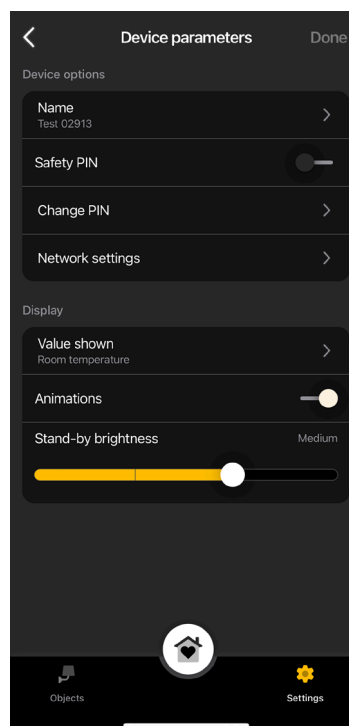 Device parameters
Done
Device options
Name
Test 02913
Safety PIN
Change PIN
Network settings
Display
Value shown
Room temperature
Animations
Stand-by brightness
Medium
Objects
Settings